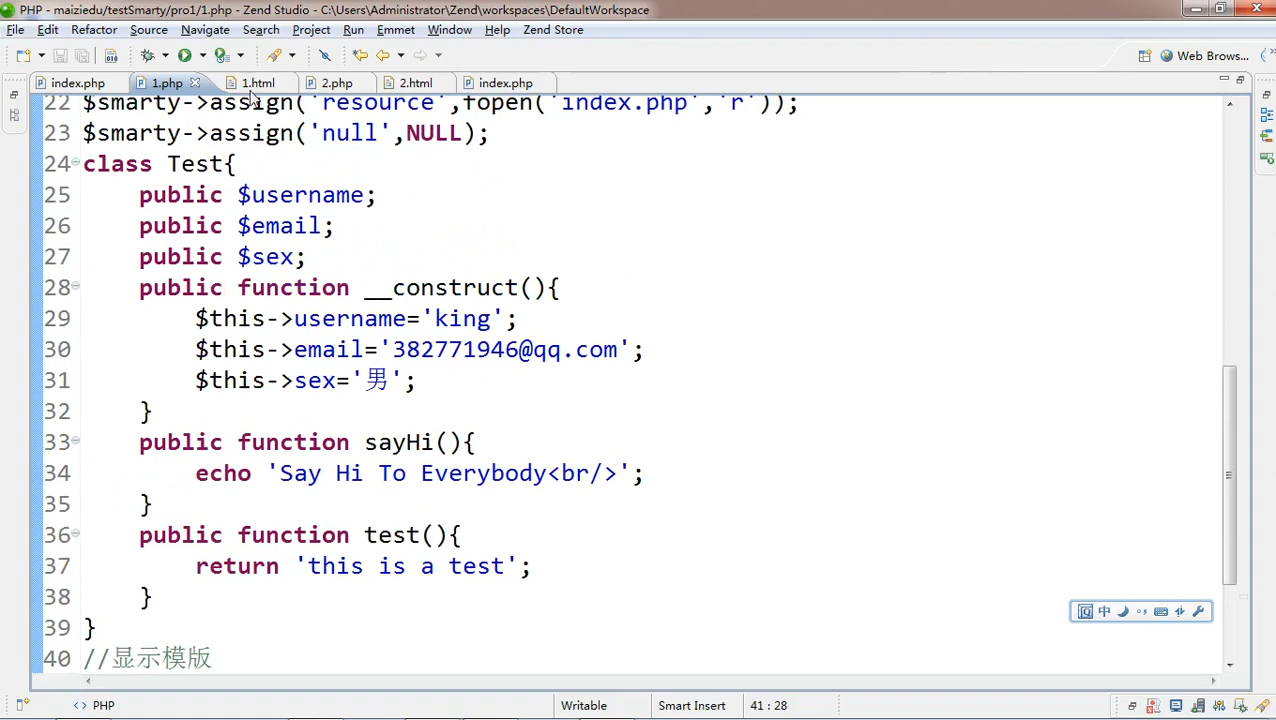 PHP - maiziedu/testSmarty/pro1/1.php - Zend Studio - C:\Users\Administrator\Zend\workspaces\DefaultWorkspace
File Edit Refactor Source Navigate Search Project Run Emmet Window Help Zend Store
Web Brows...
index.php 1.php 1.html 2.php 2.html index.php
22 $smarty->assign('resource',fopen('index.php','r'));
23 $smarty->assign('null',NULL);
24 class Test{
25 public $username;
26 public $email;
27 public $sex;
28 public function __construct(){
29 $this->username='king';
30 $this->email='382771946@qq.com';
31 $this->sex='男';
32 }
33 public function sayHi(){
34 echo 'Say Hi To Everybody<br/>';
35 }
36 public function test(){
37 return 'this is a test';
38 }
39 }
40 //显示模版
中
<> PHP Writable Smart Insert 41 : 28